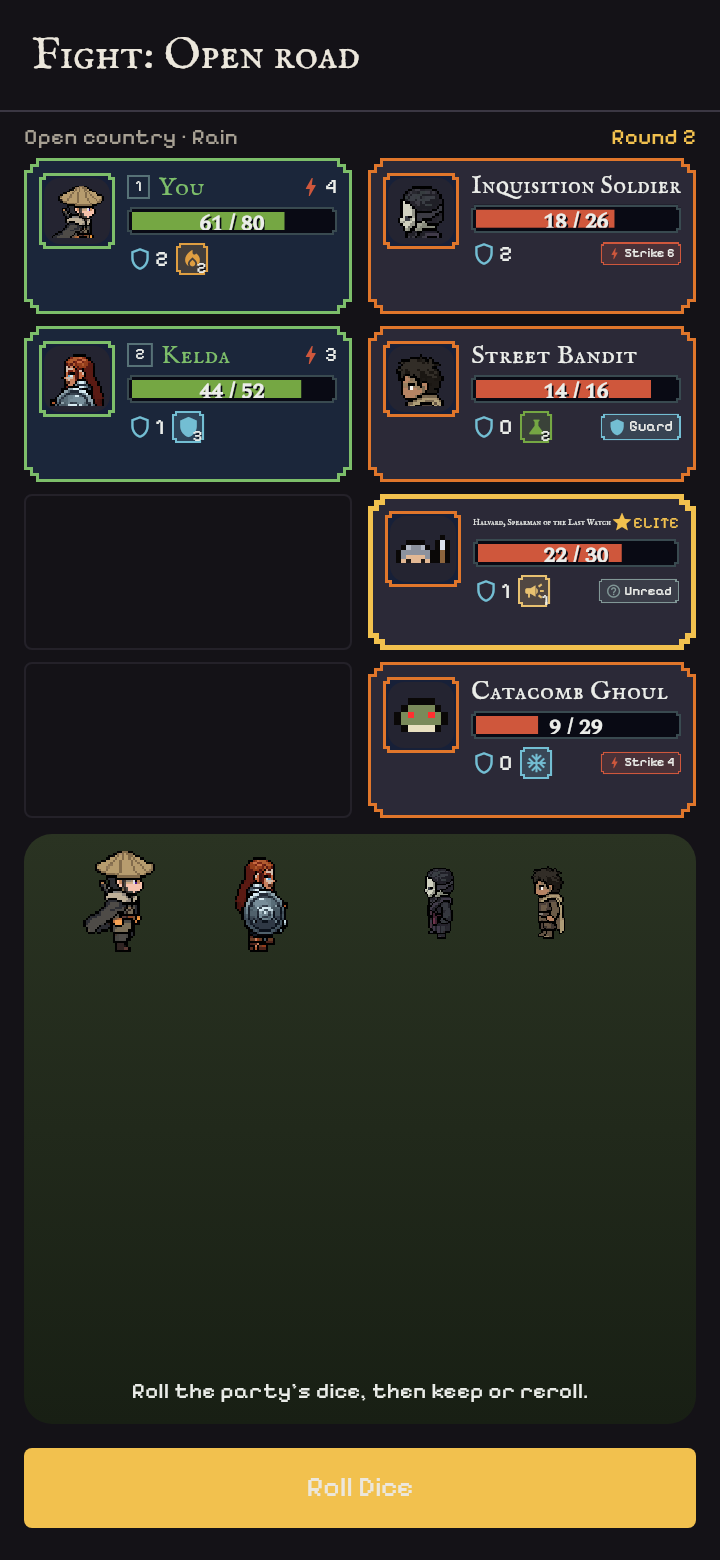 Fight: Open road
Open country · Rain
Round 2
1 You 4
61 / 80
2 2
Inquisition Soldier
18 / 26
2 Strike 6
2 Kelda 3
44 / 52
1 3
Street Bandit
14 / 16
0 2 Guard
Halvard, Spearman of the Last Watch ELITE
22 / 30
1 1 Unread
Catacomb Ghoul
9 / 29
0 Strike 4
Roll the party's dice, then keep or reroll.
Roll Dice